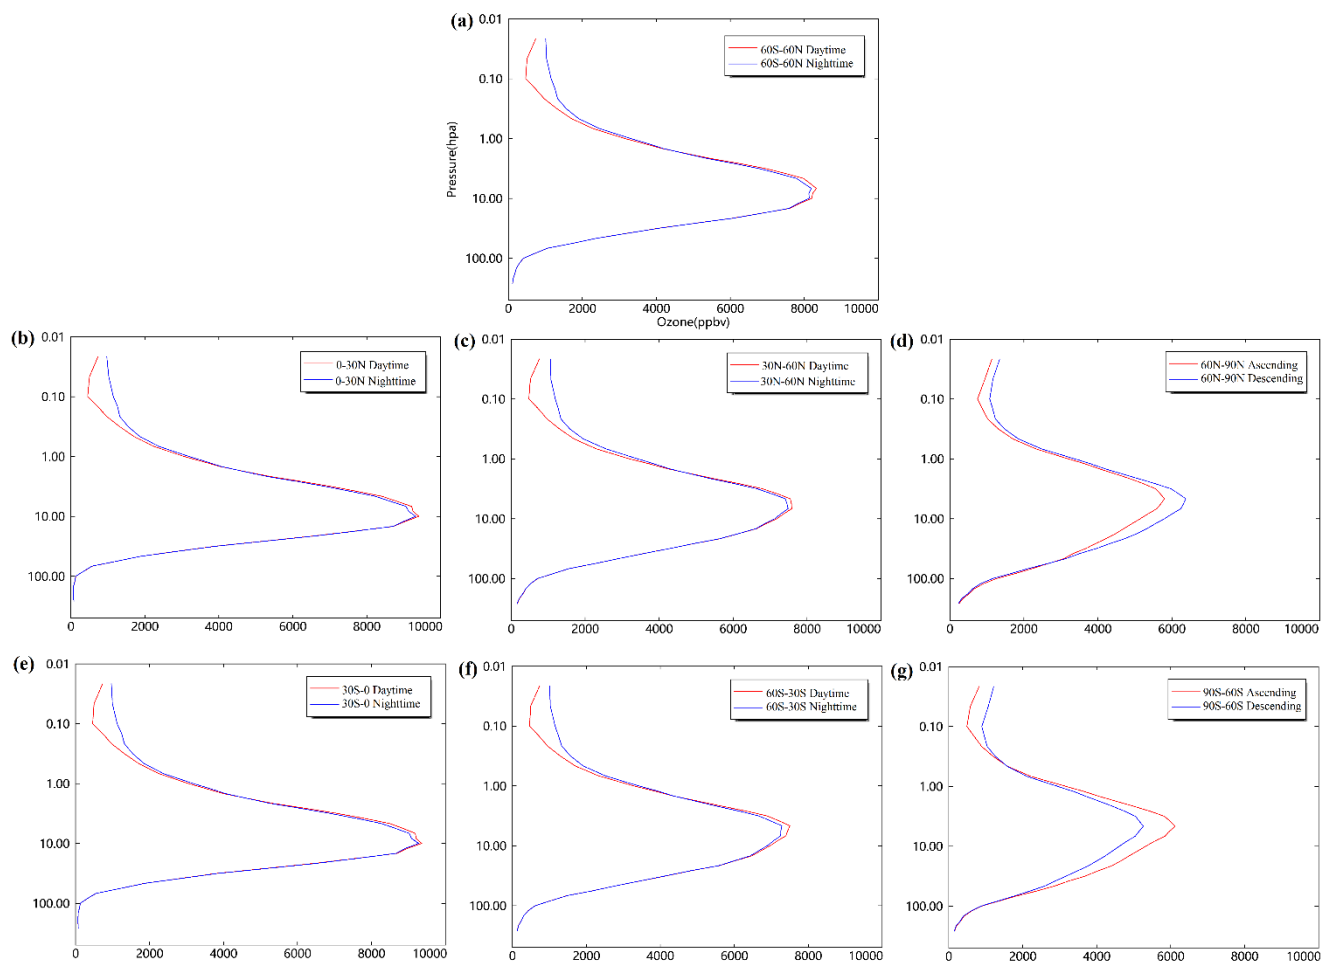 (a)
0.01
0.10
1.00
10.00
100.00
Pressure(hpa)
60S-60N Daytime
60S-60N Nighttime
0 2000 4000 6000 8000 10000
Ozone(ppbv)
(b)
0.01
0.10
1.00
10.00
100.00
0-30N Daytime
0-30N Nighttime
0 2000 4000 6000 8000 10000
(c)
0.01
0.10
1.00
10.00
100.00
30N-60N Daytime
30N-60N Nighttime
0 2000 4000 6000 8000 10000
(d)
0.01
0.10
1.00
10.00
100.00
60N-90N Ascending
60N-90N Descending
0 2000 4000 6000 8000 10000
(e)
0.01
0.10
1.00
10.00
100.00
30S-0 Daytime
30S-0 Nighttime
0 2000 4000 6000 8000 10000
(f)
0.01
0.10
1.00
10.00
100.00
60S-30S Daytime
60S-30S Nighttime
0 2000 4000 6000 8000 10000
(g)
0.01
0.10
1.00
10.00
100.00
90S-60S Ascending
90S-60S Descending
0 2000 4000 6000 8000 10000